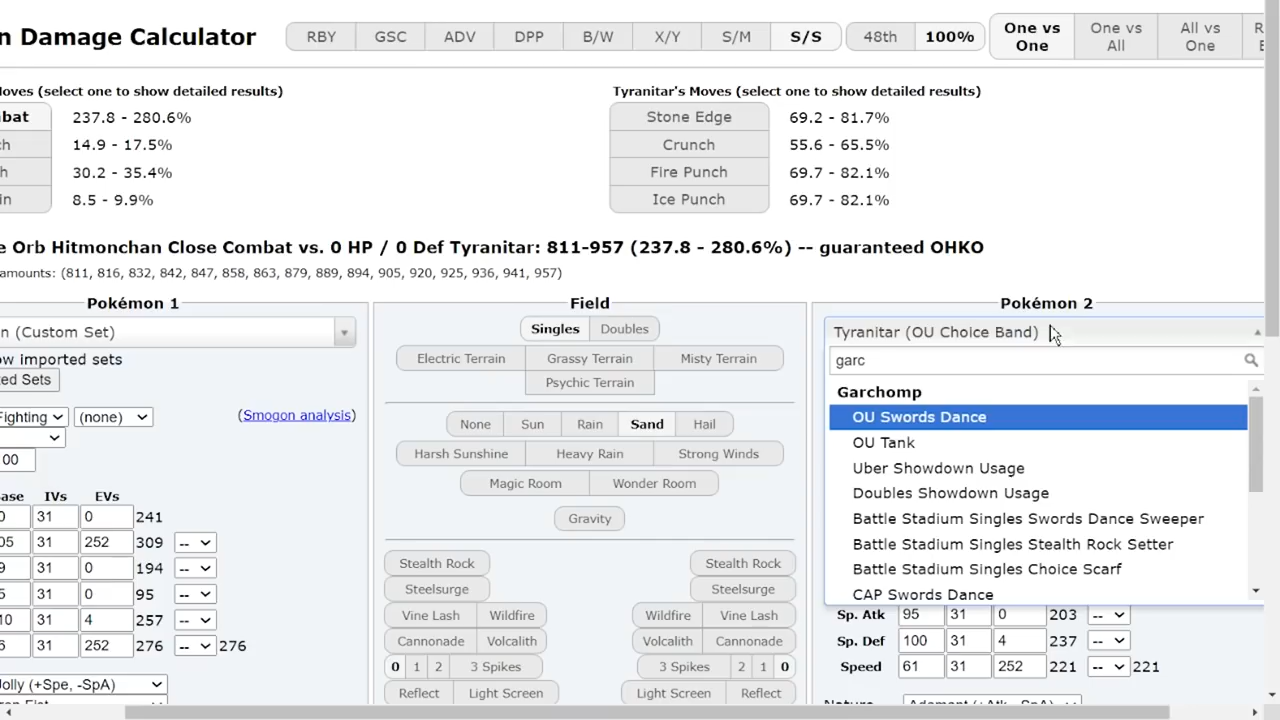 n Damage Calculator RBY GSC ADV DPP B/W X/Y S/M S/S 48th 100% One vs One One vs All All vs One
oves (select one to show detailed results)
bat 237.8 - 280.6%
ch 14.9 - 17.5%
h 30.2 - 35.4%
in 8.5 - 9.9%
Tyranitar's Moves (select one to show detailed results)
Stone Edge 69.2 - 81.7%
Crunch 55.6 - 65.5%
Fire Punch 69.7 - 82.1%
Ice Punch 69.7 - 82.1%
e Orb Hitmonchan Close Combat vs. 0 HP / 0 Def Tyranitar: 811-957 (237.8 - 280.6%) -- guaranteed OHKO
amounts: (811, 816, 832, 842, 847, 858, 863, 879, 889, 894, 905, 920, 925, 936, 941, 957)
Pokémon 1
n (Custom Set)
ow imported sets
ted Sets
Fighting (none) (Smogon analysis)
00
ase IVs EVs
0 31 0 241
05 31 252 309 --
9 31 0 194 --
5 31 0 95 --
10 31 4 257 --
6 31 252 276 -- 276
Jolly (+Spe, -SpA)
Field
Singles Doubles
Electric Terrain Grassy Terrain Misty Terrain
Psychic Terrain
None Sun Rain Sand Hail
Harsh Sunshine Heavy Rain Strong Winds
Magic Room Wonder Room
Gravity
Stealth Rock Stealth Rock
Steelsurge Steelsurge
Vine Lash Wildfire Wildfire Vine Lash
Cannonade Volcalith Volcalith Cannonade
0 1 2 3 Spikes 3 Spikes 2 1 0
Reflect Light Screen Light Screen Reflect
Pokémon 2
Tyranitar (OU Choice Band)
garc
Garchomp
OU Swords Dance
OU Tank
Uber Showdown Usage
Doubles Showdown Usage
Battle Stadium Singles Swords Dance Sweeper
Battle Stadium Singles Stealth Rock Setter
Battle Stadium Singles Choice Scarf
CAP Swords Dance
Sp. Atk 95 31 0 203 --
Sp. Def 100 31 4 237 --
Speed 61 31 252 221 -- 221
Nature Adamant (+Atk, -SpA)